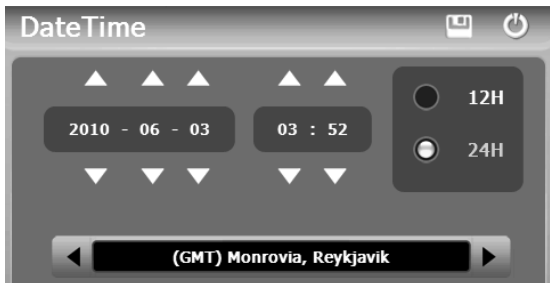 DateTime
2010 - 06 - 03
03 : 52
12H
24H
(GMT) Monrovia, Reykjavik